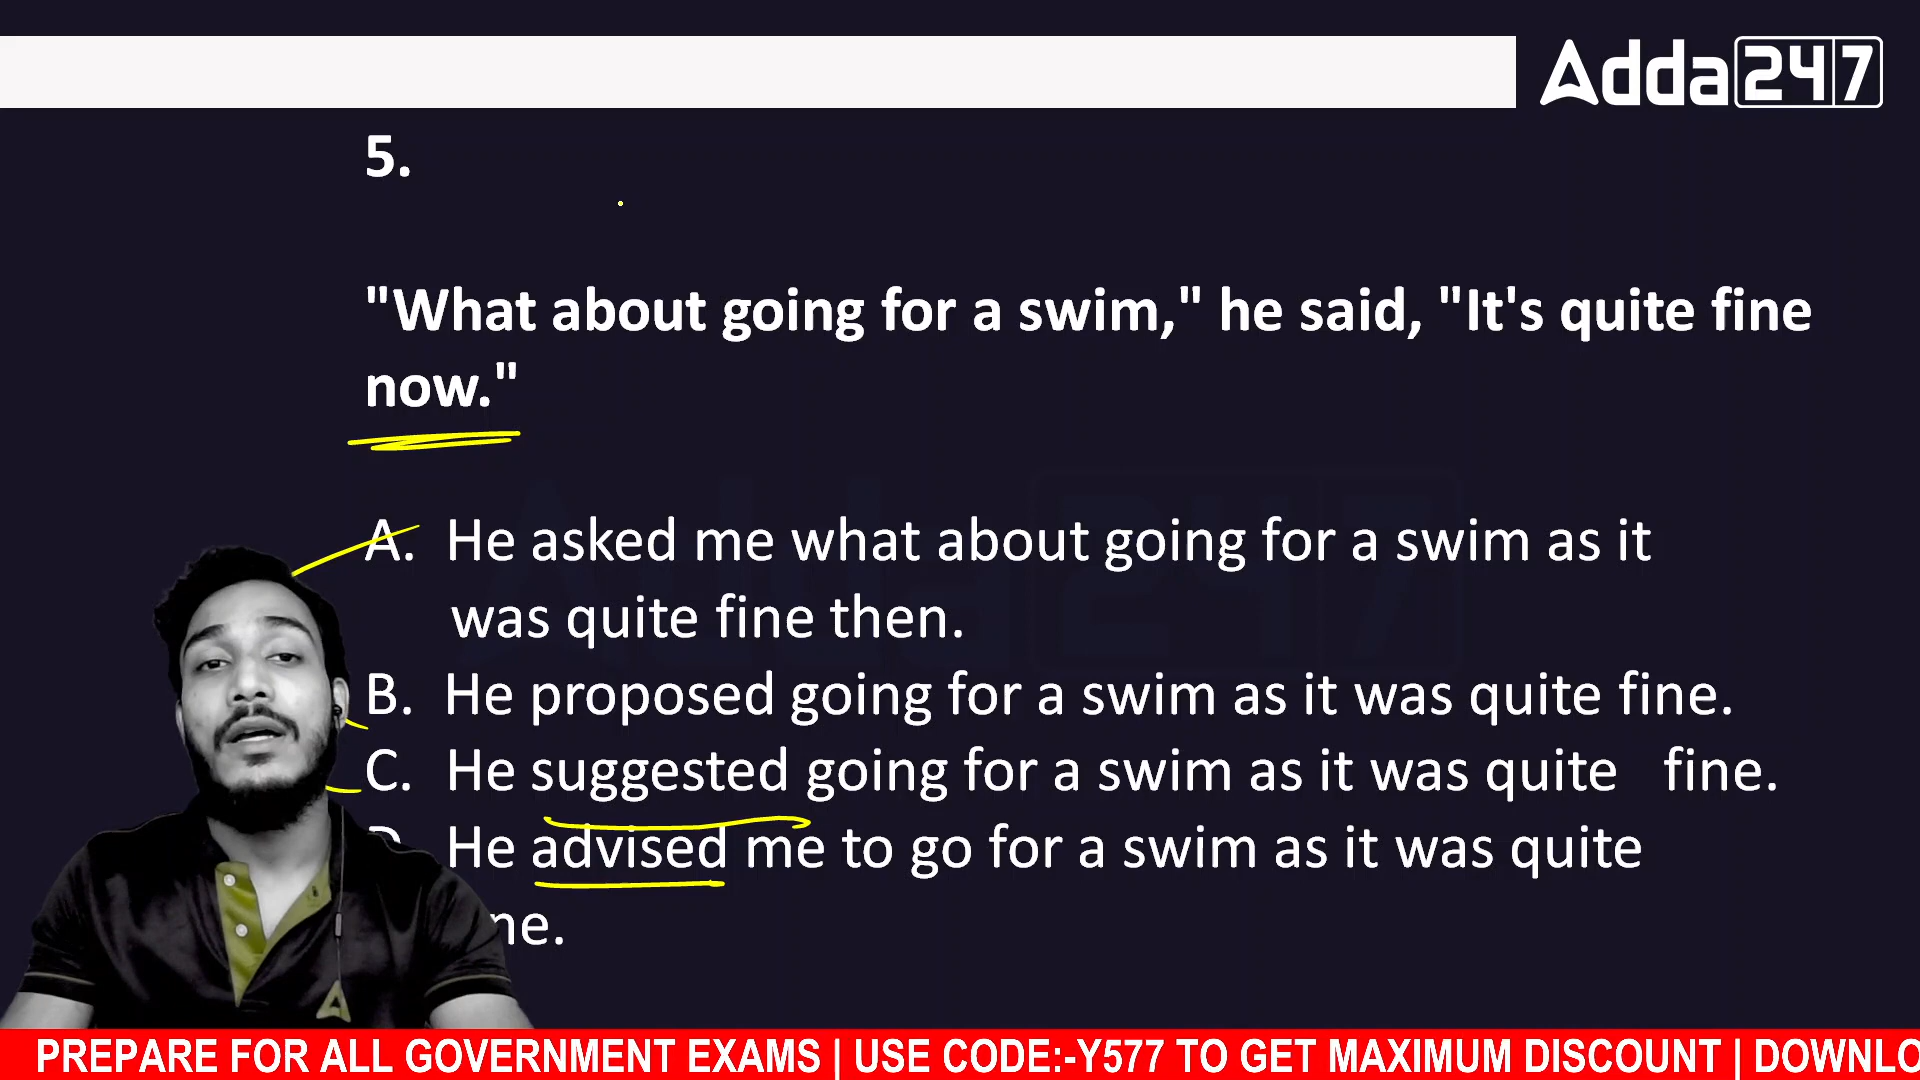 Adda247
5.
"What about going for a swim," he said, "It's quite fine
now."
A. He asked me what about going for a swim as it
was quite fine then.
B. He proposed going for a swim as it was quite fine.
C. He suggested going for a swim as it was quite fine.
He advised me to go for a swim as it was quite
PREPARE FOR ALL GOVERNMENT EXAMS | USE CODE:-Y577 TO GET MAXIMUM DISCOUNT |